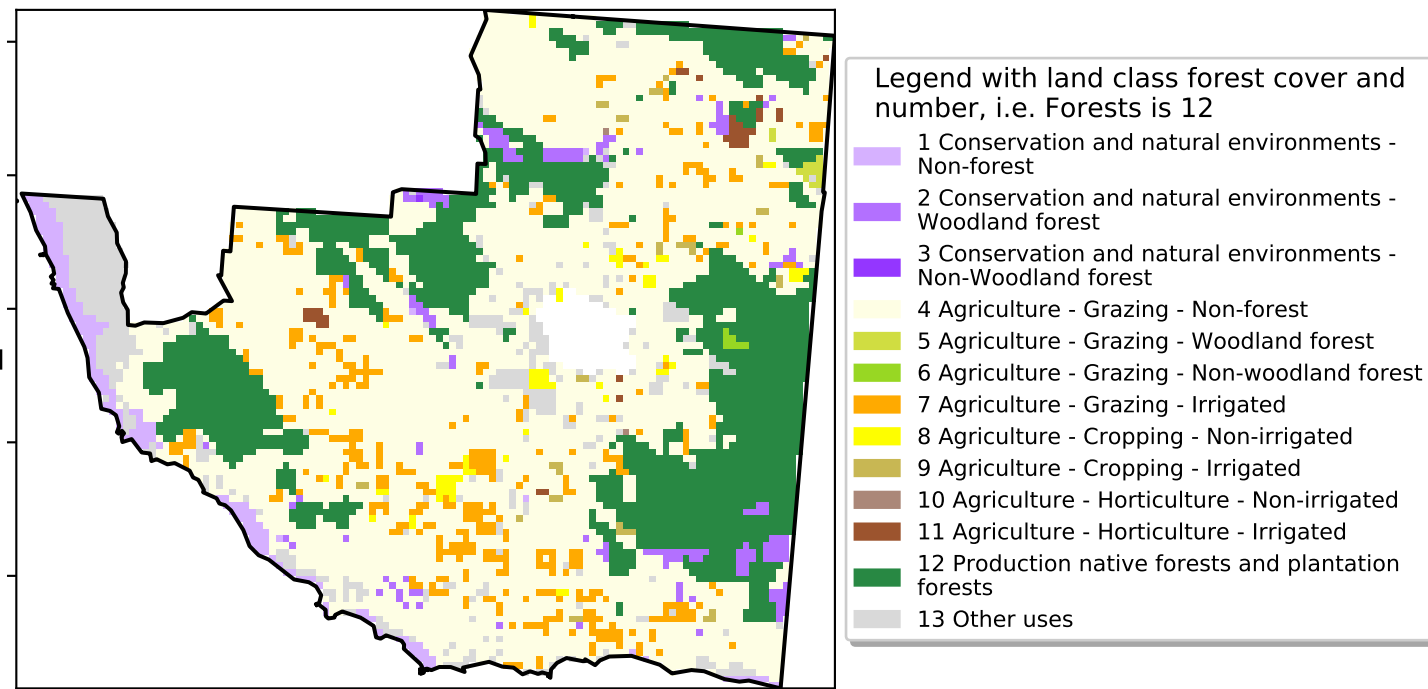 Legend with land class forest cover and
number, i.e. Forests is 12
1 Conservation and natural environments -
Non-forest
2 Conservation and natural environments -
Woodland forest
3 Conservation and natural environments -
Non-Woodland forest
4 Agriculture - Grazing - Non-forest
5 Agriculture - Grazing - Woodland forest
6 Agriculture - Grazing - Non-woodland forest
7 Agriculture - Grazing - Irrigated
8 Agriculture - Cropping - Non-irrigated
9 Agriculture - Cropping - Irrigated
10 Agriculture - Horticulture - Non-irrigated
11 Agriculture - Horticulture - Irrigated
12 Production native forests and plantation
forests
13 Other uses